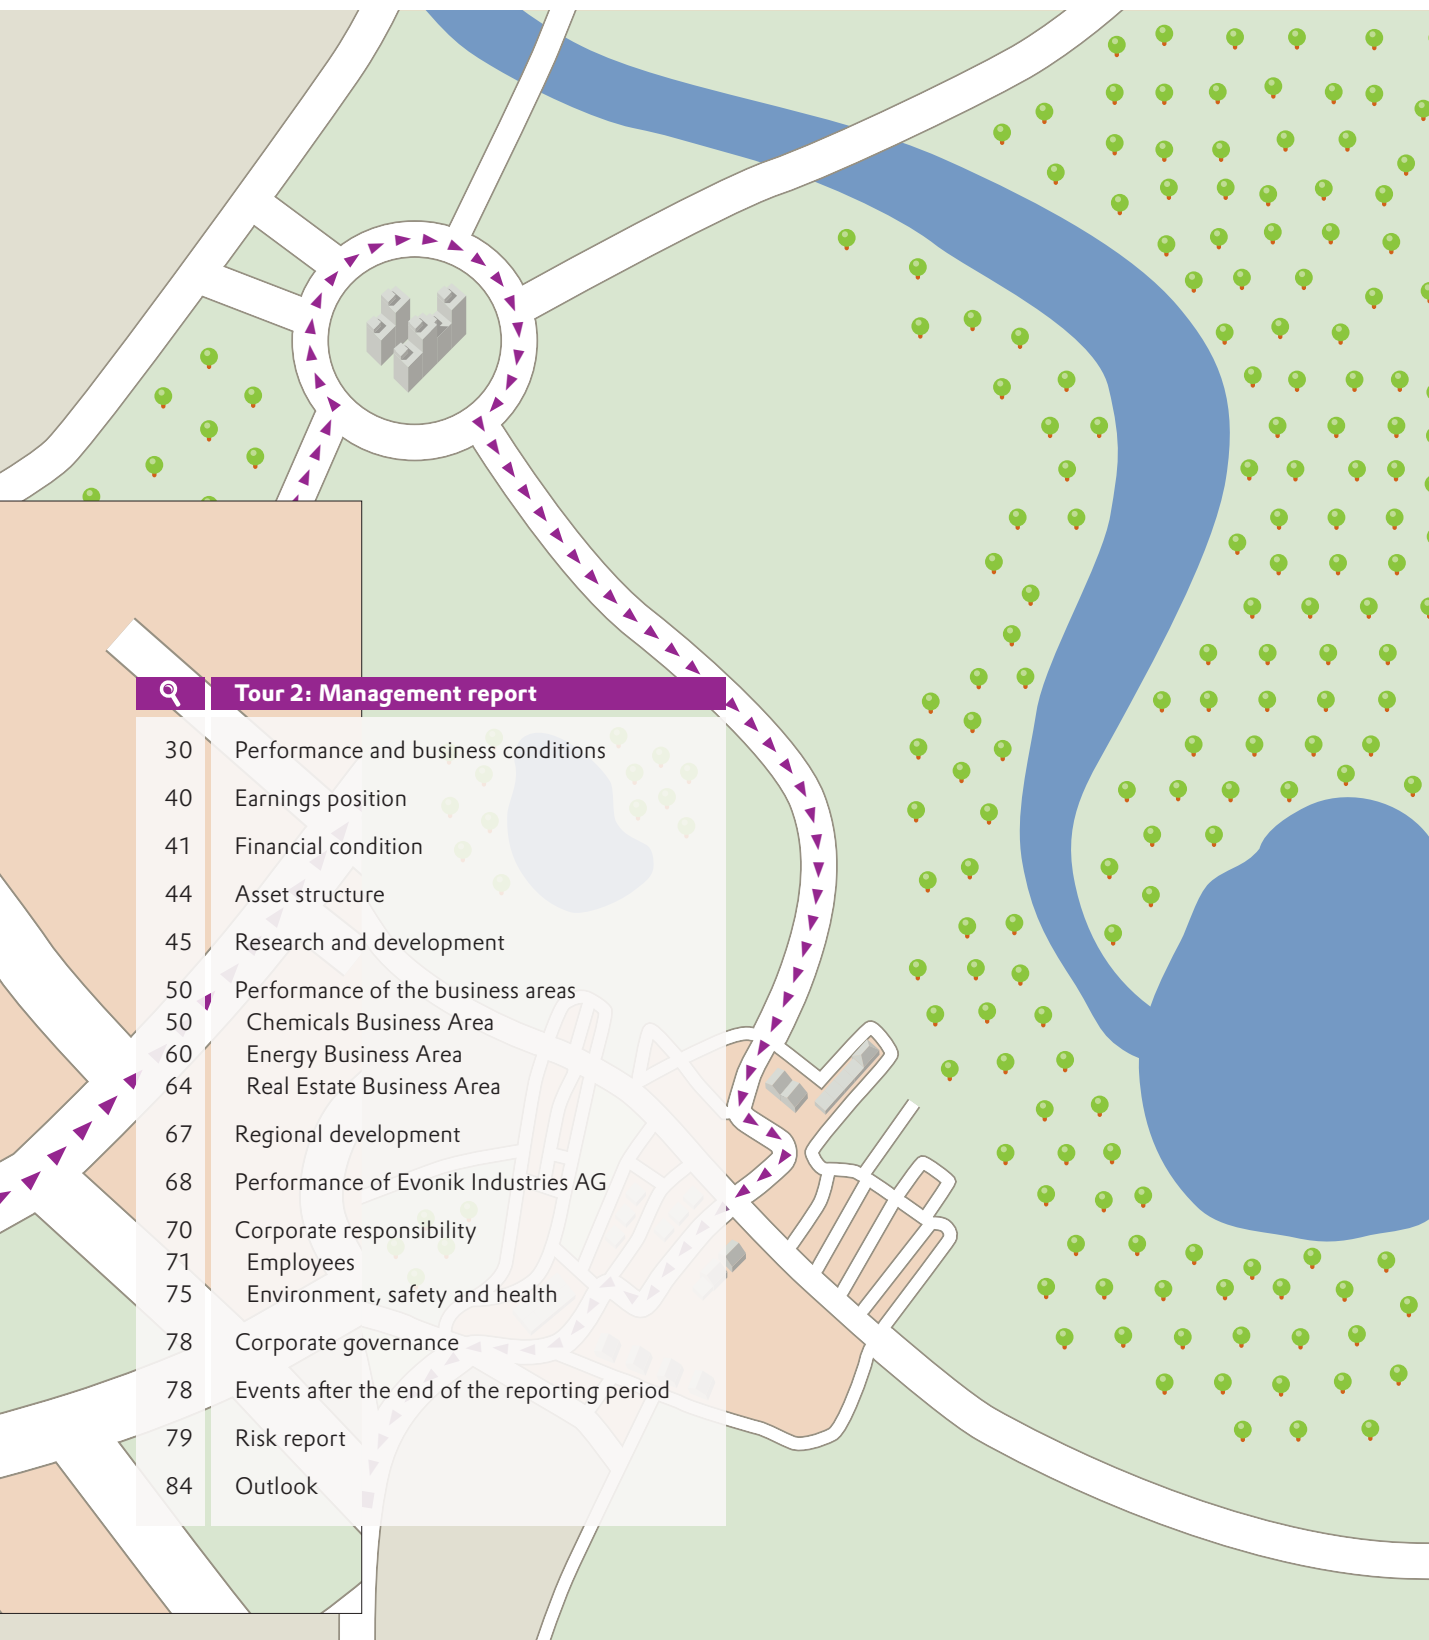 Tour 2: Management report
30 Performance and business conditions
40 Earnings position
41 Financial condition
44 Asset structure
45 Research and development
50 Performance of the business areas
50 Chemicals Business Area
60 Energy Business Area
64 Real Estate Business Area
67 Regional development
68 Performance of Evonik Industries AG
70 Corporate responsibility
71 Employees
75 Environment, safety and health
78 Corporate governance
78 Events after the end of the reporting period
79 Risk report
84 Outlook